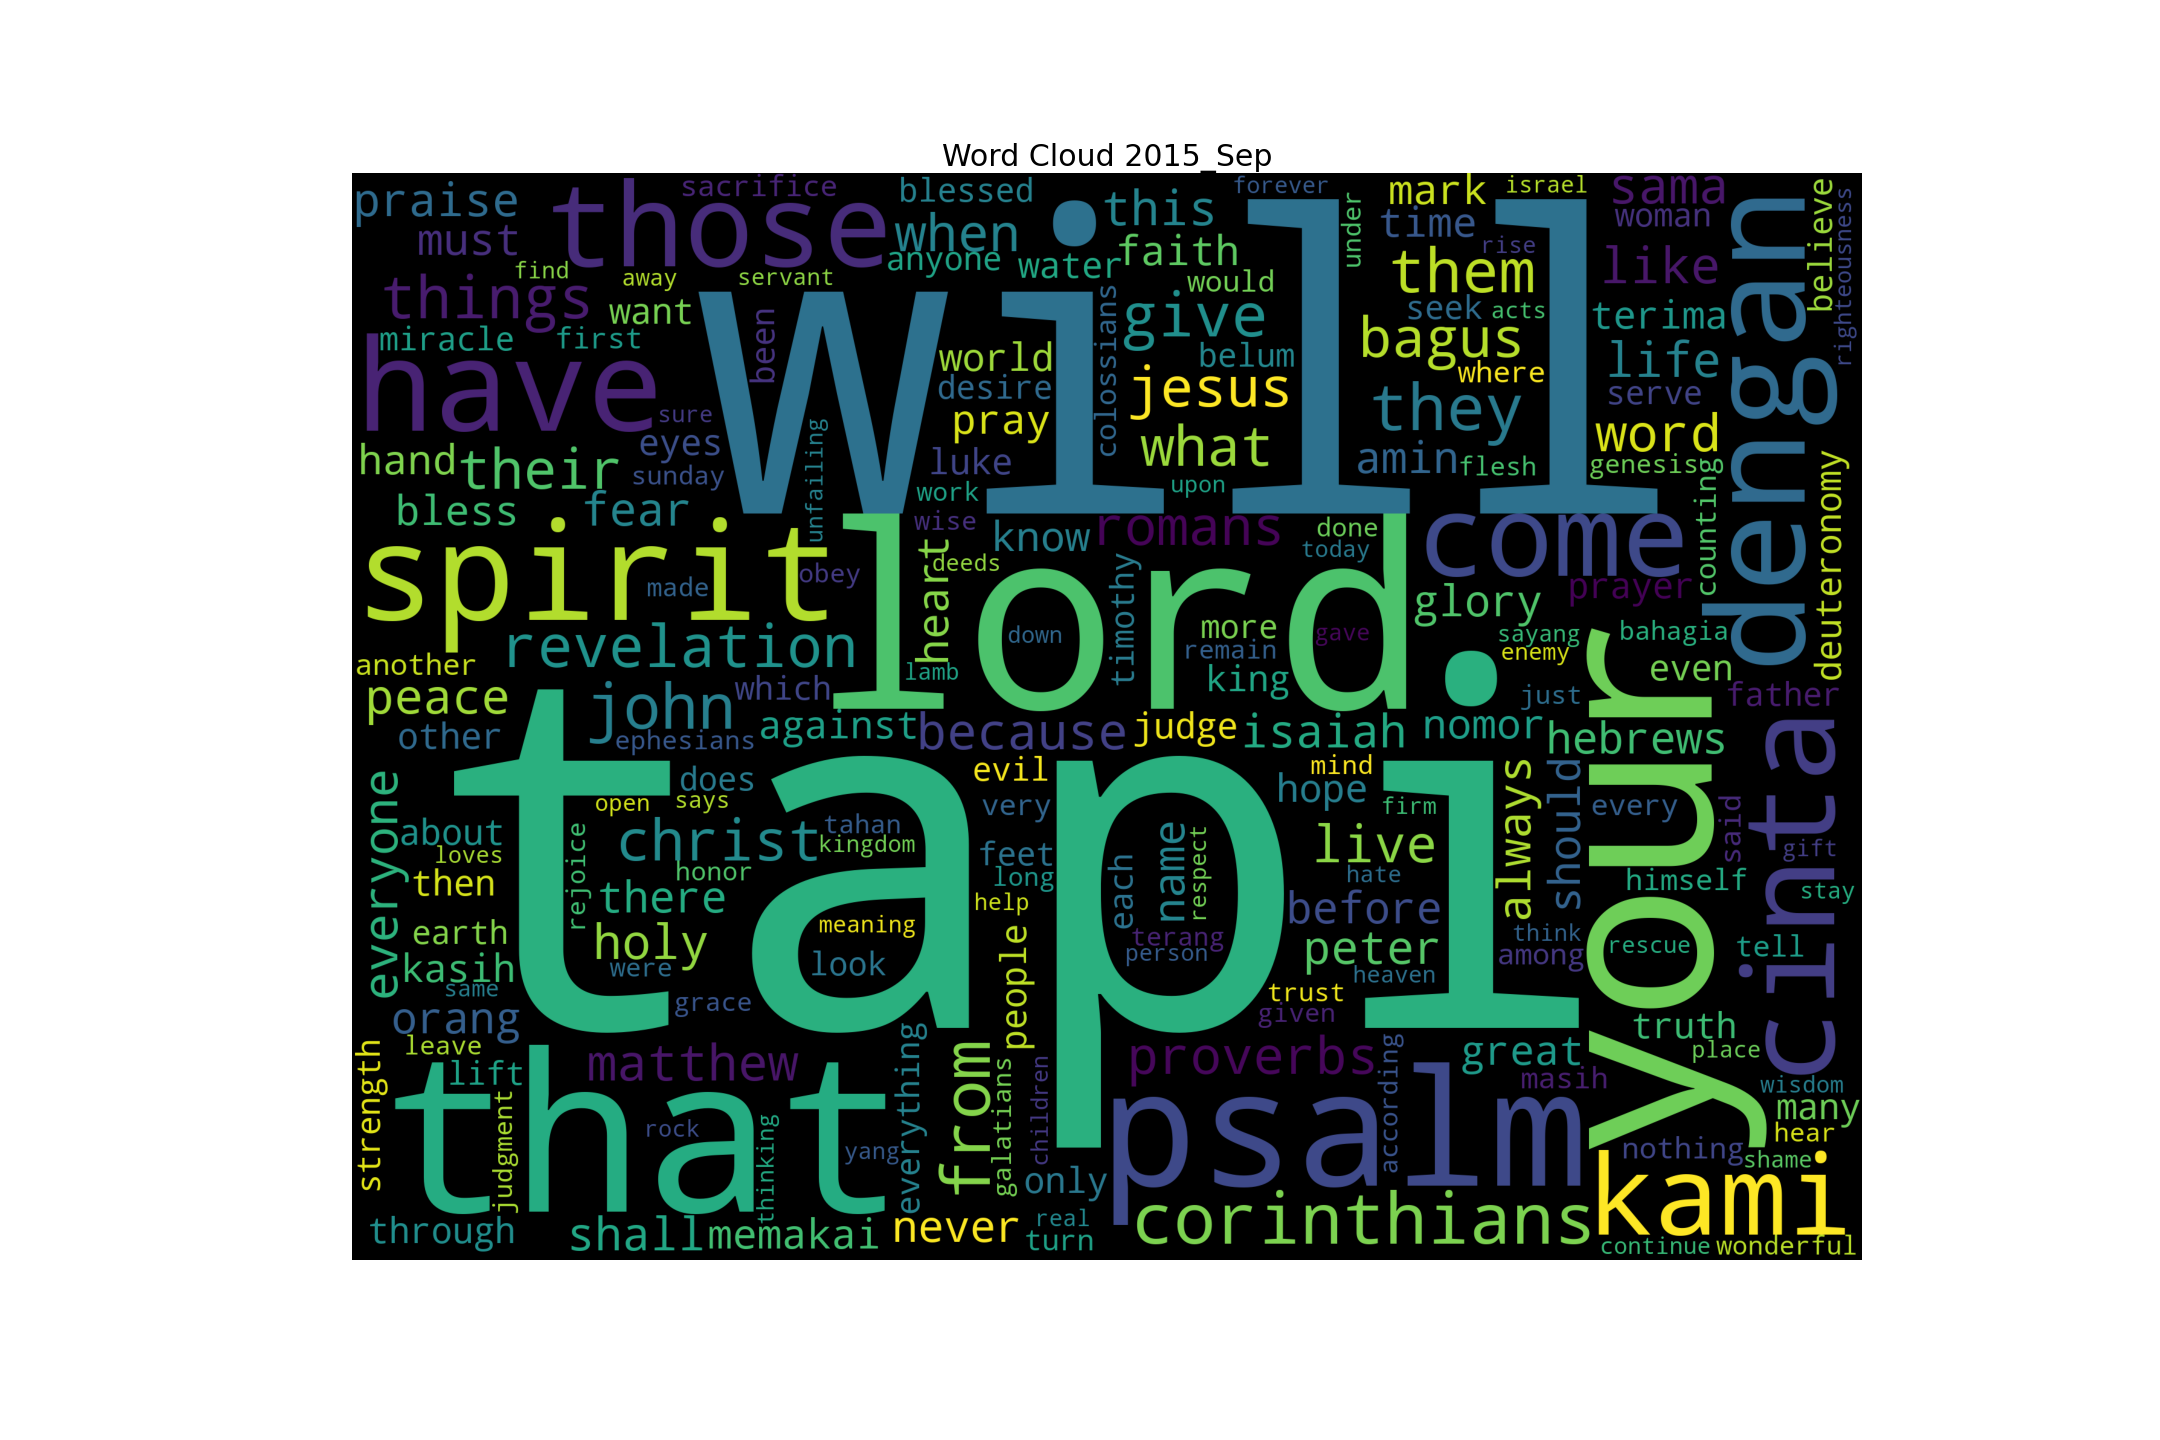 Word Cloud 2015_Sep
praise
those
sacrifice
blessed
when
this
forever
under
mark
israel
sama
woman
believe
righteousness
must
time
rise
anyone
water
faith
would
them
like
dengan
things
find
away
servant
want
will
give
seek
acts
terima
miracle
first
been
world
colossians
belum
bagus
where
life
have
desire
jesus
they
serve
sure
eyes
pray
what
word
hand
their
sunday
unfailing
luke
amin
flesh
genesis
counting
deuteronomy
work
upon
bless
fear
wise
know
romans
done
come
spirit
lord
heart
deeds
today
made
obey
timothy
glory
prayer
revelation
down
more
gave
sayang
bahagia
another
lamb
remain
enemy
even
peace
john
which
king
just
your
father
other
ephesians
against
because
judge
isaiah
nomor
hebrews
cinta
everyone
does
evil
mind
tapi
about
open
says
very
hope
firm
always
should
every
said
christ
tahan
kingdom
loves
rejoice
honor
feet
long
each
name
respect
live
gift
then
there
hate
himself
stay
earth
meaning
help
before
holy
look
people
terang
person
peter
think
among
rescue
tell
kasih
were
heaven
same
grace
trust
given
orang
truth
leave
matthew
everything
from
proverbs
according
great
place
strength
lift
galatians
children
masih
wisdom
that
judgment
rock
thinking
yang
psalm
many
hear
nothing
shame
only
kami
through
shall
memakai
never
real
turn
corinthians
continue
wonderful